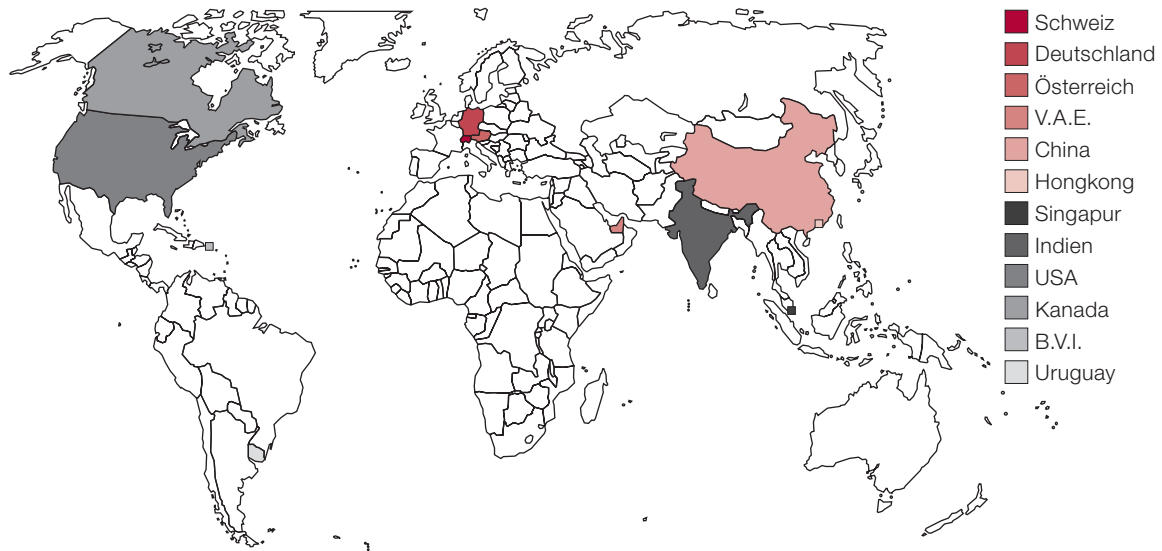 Schweiz
Deutschland
Österreich
V.A.E.
China
Hongkong
Singapur
Indien
USA
Kanada
B.V.I.
Uruguay